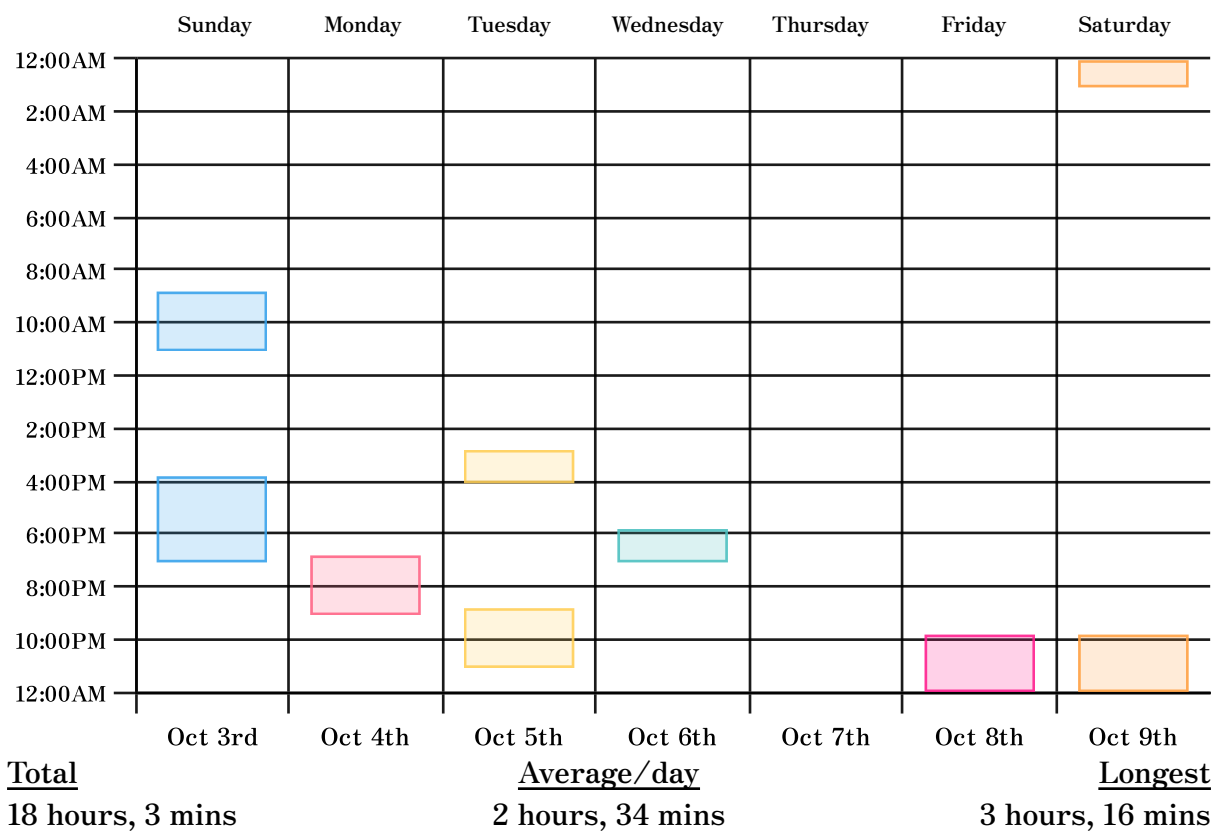 Sunday Monday Tuesday Wednesday Thursday Friday Saturday
12:00AM
2:00AM
4:00AM
6:00AM
8:00AM
10:00AM
12:00PM
2:00PM
4:00PM
6:00PM
8:00PM
10:00PM
12:00AM
Oct 3rd Oct 4th Oct 5th Oct 6th Oct 7th Oct 8th Oct 9th
Total Average/day Longest
18 hours, 3 mins 2 hours, 34 mins 3 hours, 16 mins